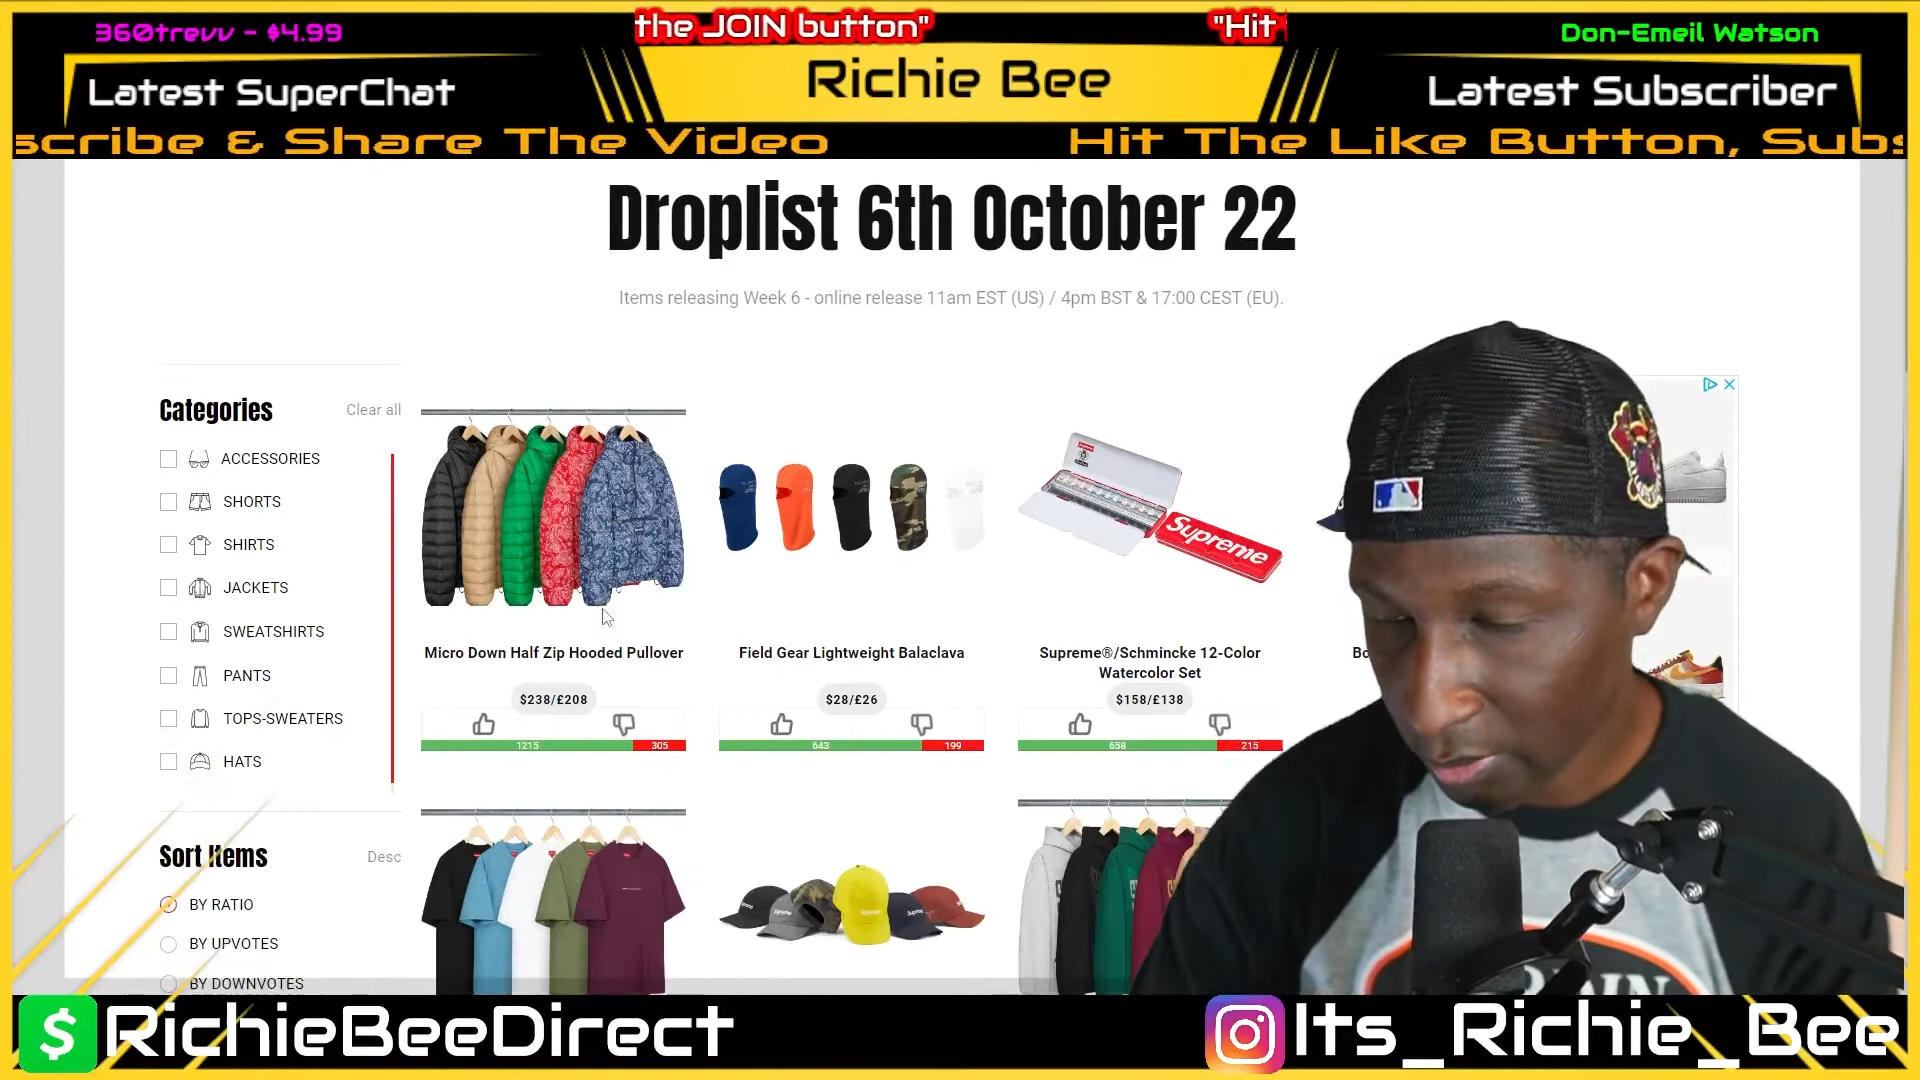 360trevv - $4.99
the JOIN button"
"Hit
Don-Emeil Watson
Latest SuperChat
Richie Bee
Latest Subscriber
scribe & Share The Video
Hit The Like Button, Subs
Droplist 6th October 22
Items releasing Week 6 - online release 11am EST (US) / 4pm BST & 17:00 CEST (EU).
Categories
Clear all
ACCESSORIES
SHORTS
SHIRTS
JACKETS
SWEATSHIRTS
PANTS
TOPS-SWEATERS
HATS
Sort Items
Desc
BY RATIO
BY UPVOTES
BY DOWNVOTES
Supreme
Micro Down Half Zip Hooded Pullover
$238/£208
1215
305
Field Gear Lightweight Balaclava
$28/£26
643
199
Supreme®/Schmincke 12-Color
Watercolor Set
$158/£138
658
215
Bo
$
RichieBeeDirect
Its_Richie_Bee